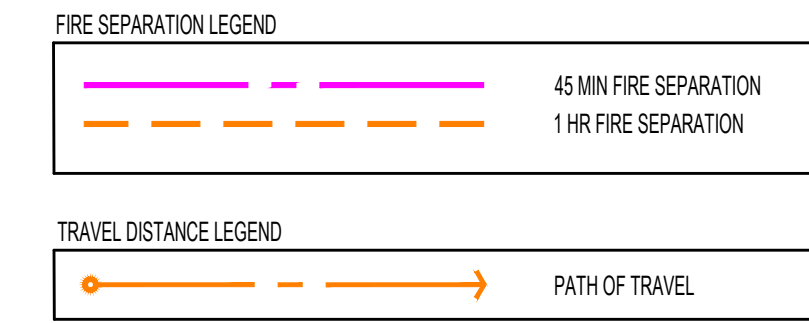 FIRE SEPARATION LEGEND
45 MIN FIRE SEPARATION
1 HR FIRE SEPARATION
TRAVEL DISTANCE LEGEND
PATH OF TRAVEL